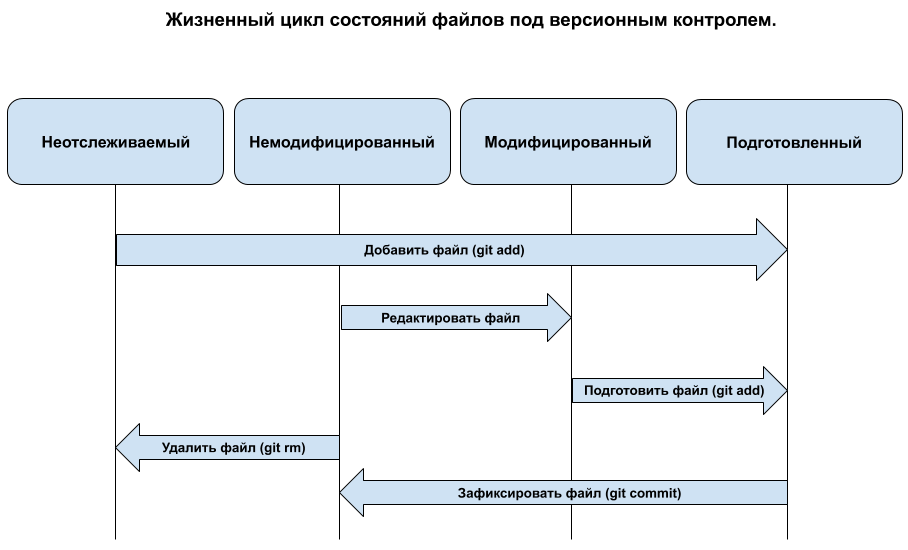 Жизненный цикл состояний файлов под версионным контролем.
Неотслеживаемый
Немодифицированный
Модифицированный
Подготовленный
Добавить файл (git add)
Редактировать файл
Подготовить файл (git add)
Удалить файл (git rm)
Зафиксировать файл (git commit)